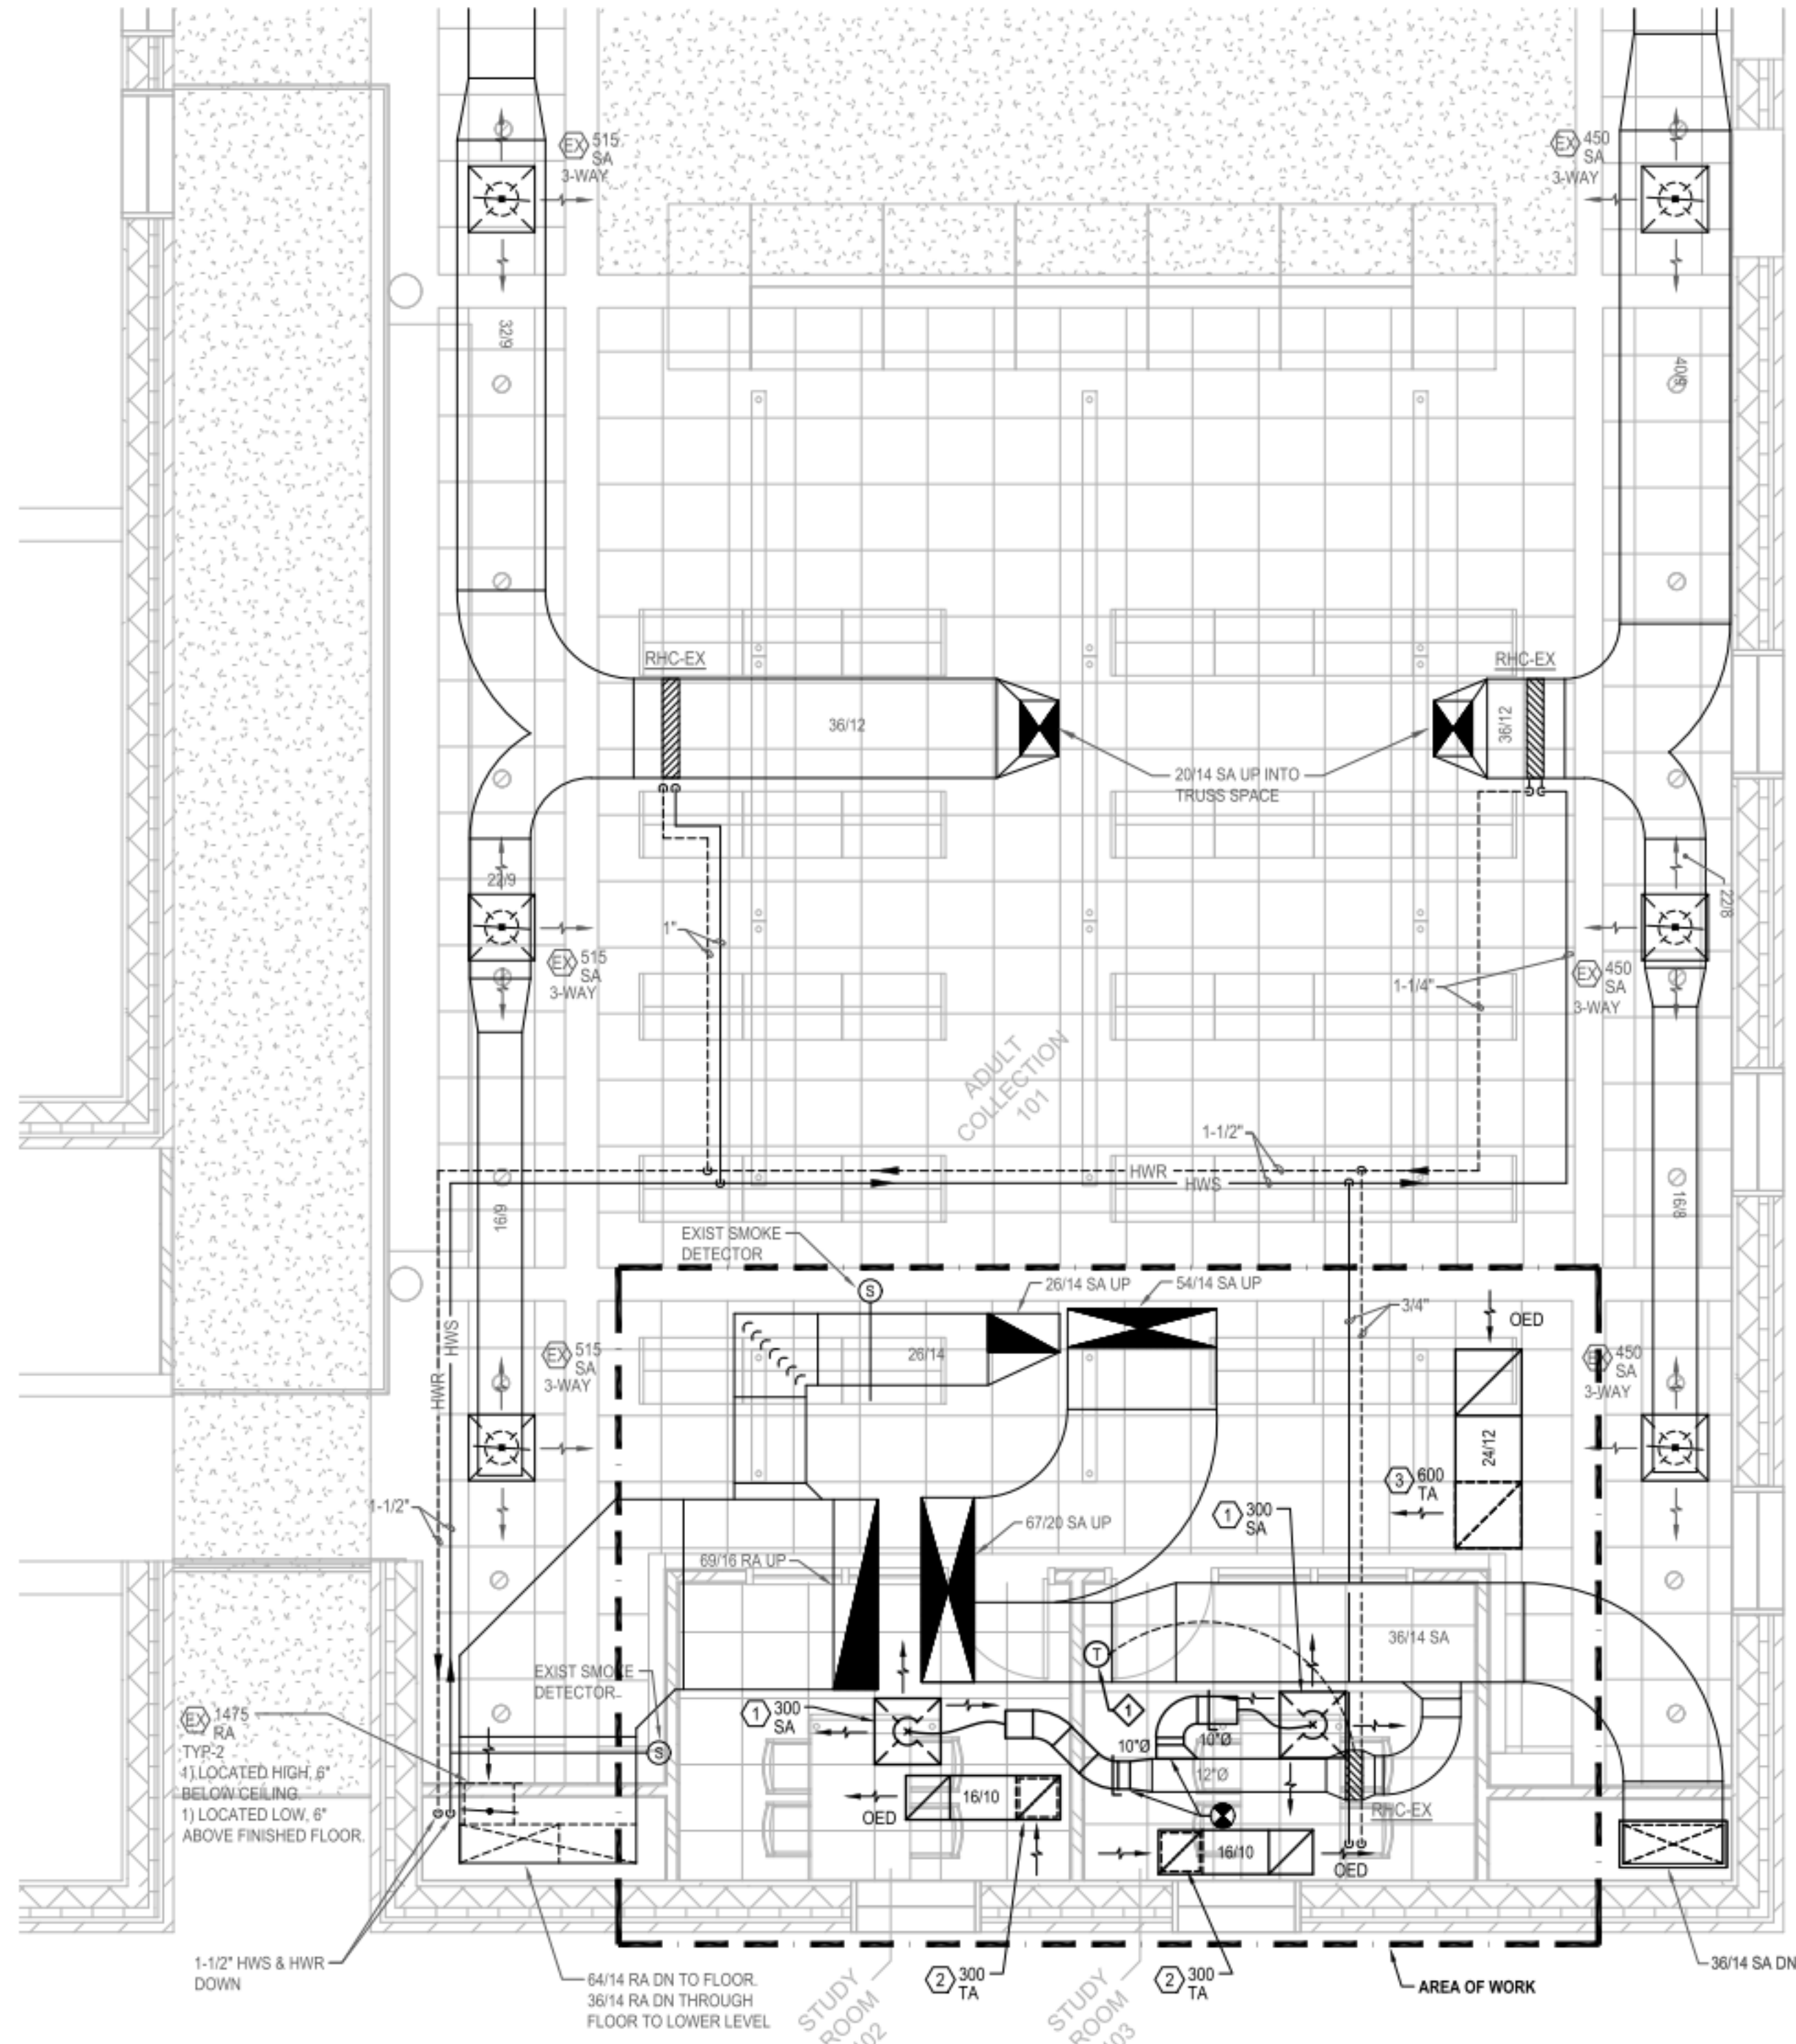 EX 515
SA
3-WAY
EX 450
SA
3-WAY
32/9
40/9
RHC-EX
RHC-EX
36/12
36/12
20/14 SA UP INTO
TRUSS SPACE
22/9
22/8
EX 515
SA
3-WAY
1"
EX 450
SA
3-WAY
1-1/4"
ADULT
COLLECTION
101
1-1/2"
HWR
HWS
16/9
16/8
EXIST SMOKE
DETECTOR
S
26/14 SA UP
54/14 SA UP
3/4"
OED
HWS
HWR
EX 515
SA
3-WAY
26/14
EX 450
SA
3-WAY
24/12
3 600
TA
1-1/2"
1 300
SA
67/20 SA UP
69/16 RA UP
36/14 SA
T
EXIST SMOKE
DETECTOR
S
1 300
SA
1
10"Ø
10"Ø
12"Ø
EX 1475
RA
TYP-2
1) LOCATED HIGH, 6"
BELOW CEILING.
1) LOCATED LOW, 6"
ABOVE FINISHED FLOOR.
16/10
OED
RHC-EX
16/10
OED
1-1/2" HWS & HWR
DOWN
64/14 RA DN TO FLOOR.
36/14 RA DN THROUGH
FLOOR TO LOWER LEVEL
STUDY
ROOM
102
2 300
TA
STUDY
ROOM
103
2 300
TA
AREA OF WORK
36/14 SA DN